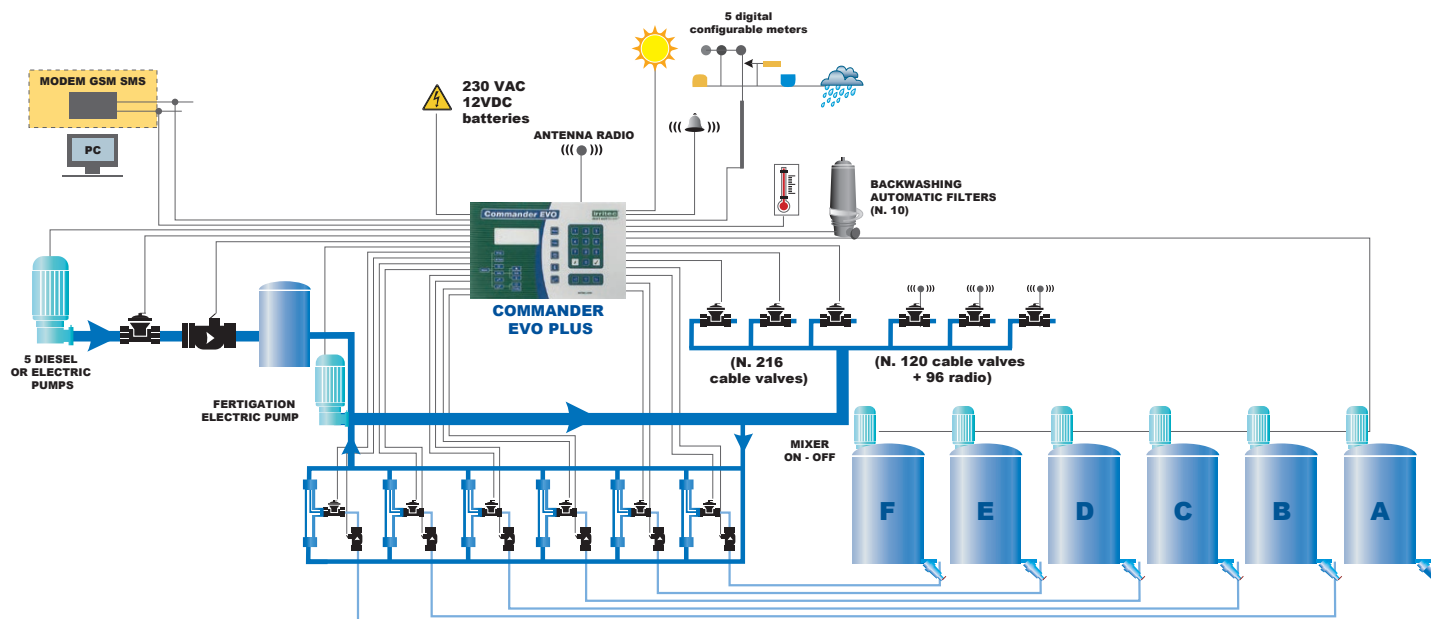 5 digital
configurable meters
MODEM GSM SMS
230 VAC
12VDC
batteries
ANTENNA RADIO
PC
BACKWASHING
AUTOMATIC FILTERS
(N. 10)
Commander EVO
COMMANDER
EVO PLUS
5 DIESEL
OR ELECTRIC
PUMPS
(N. 216
cable valves)
(N. 120 cable valves
+ 96 radio)
FERTIGATION
ELECTRIC PUMP
MIXER
ON - OFF
F
E
D
C
B
A